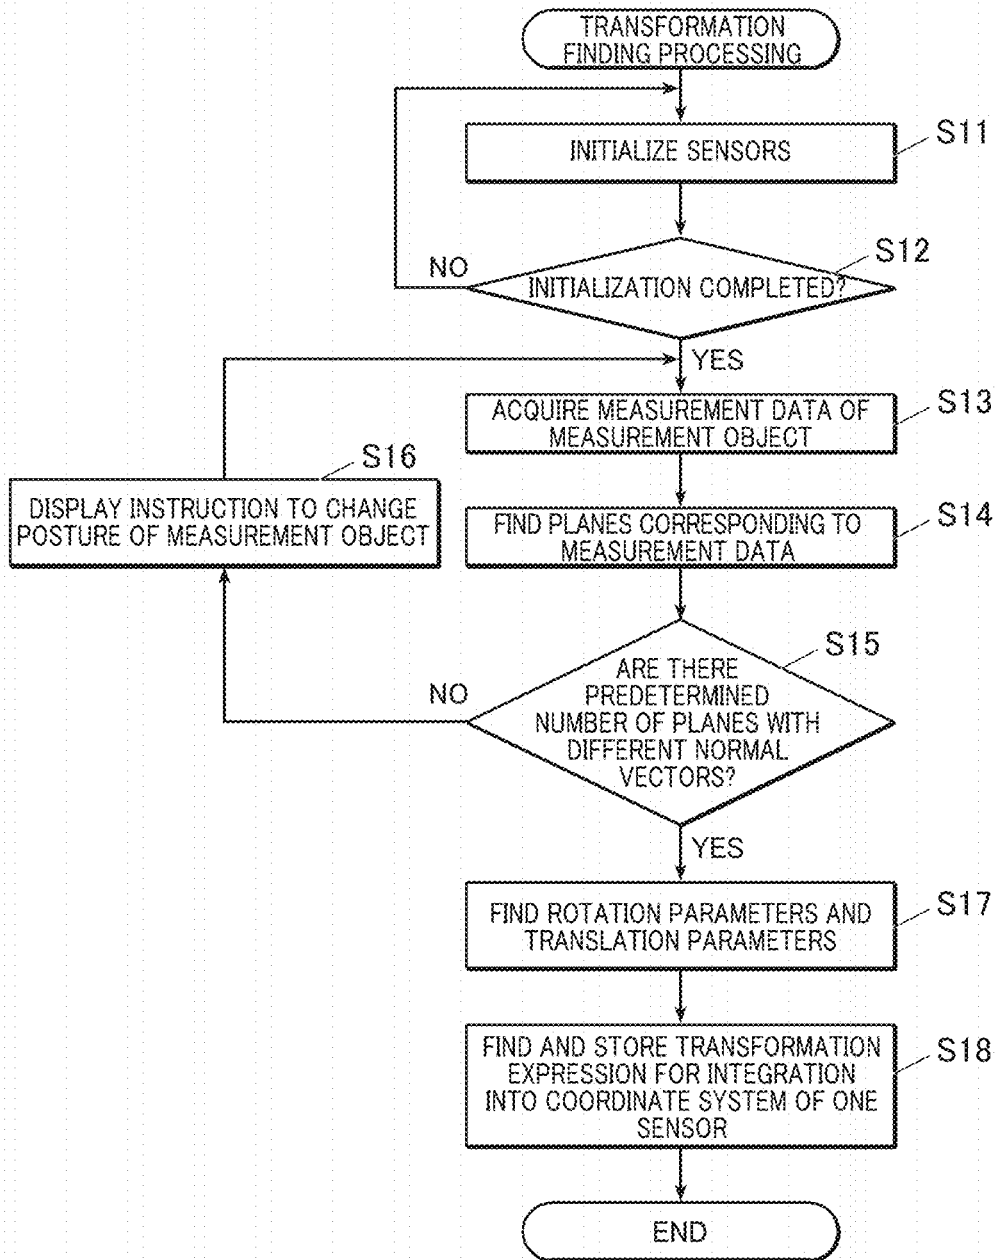 TRANSFORMATION
FINDING PROCESSING
S11
INITIALIZE SENSORS
S12
NO
INITIALIZATION COMPLETED?
YES
S13
ACQUIRE MEASUREMENT DATA OF
MEASUREMENT OBJECT
S16
DISPLAY INSTRUCTION TO CHANGE
POSTURE OF MEASUREMENT OBJECT
S14
FIND PLANES CORRESPONDING TO
MEASUREMENT DATA
S15
NO
ARE THERE
PREDETERMINED
NUMBER OF PLANES WITH
DIFFERENT NORMAL
VECTORS?
YES
S17
FIND ROTATION PARAMETERS AND
TRANSLATION PARAMETERS
S18
FIND AND STORE TRANSFORMATION
EXPRESSION FOR INTEGRATION
INTO COORDINATE SYSTEM OF ONE
SENSOR
END